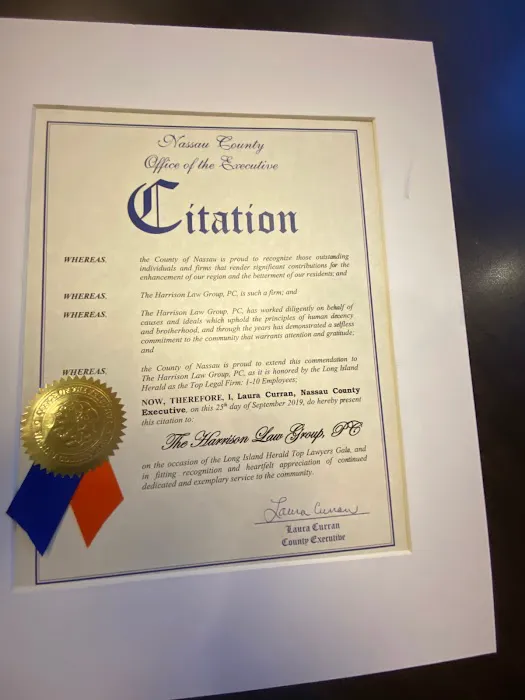 Nassau County
Office of the Executive
Citation
WHEREAS, the County of Nassau is proud to recognize those outstanding
individuals and firms that render significant contributions for the
enhancement of our region and the betterment of our residents; and
WHEREAS, The Harrison Law Group, PC, is such a firm; and
WHEREAS, The Harrison Law Group, PC, has worked diligently on behalf of
causes and ideals which uphold the principles of human decency
and brotherhood, and through the years has demonstrated a selfless
commitment to the community that warrants attention and gratitude;
and
WHEREAS, the County of Nassau is proud to extend this commendation to
The Harrison Law Group, PC, as it is honored by the Long Island
Herald as the Top Legal Firm: 1-10 Employees;
NOW, THEREFORE, I, Laura Curran, Nassau County
Executive, on this 25th day of September 2019, do hereby present
this citation to:
The Harrison Law Group, PC
on the occasion of the Long Island Herald Top Lawyers Gala, and
in fitting recognition and heartfelt appreciation of continued
dedicated and exemplary service to the community.
Laura Curran
Laura Curran
County Executive